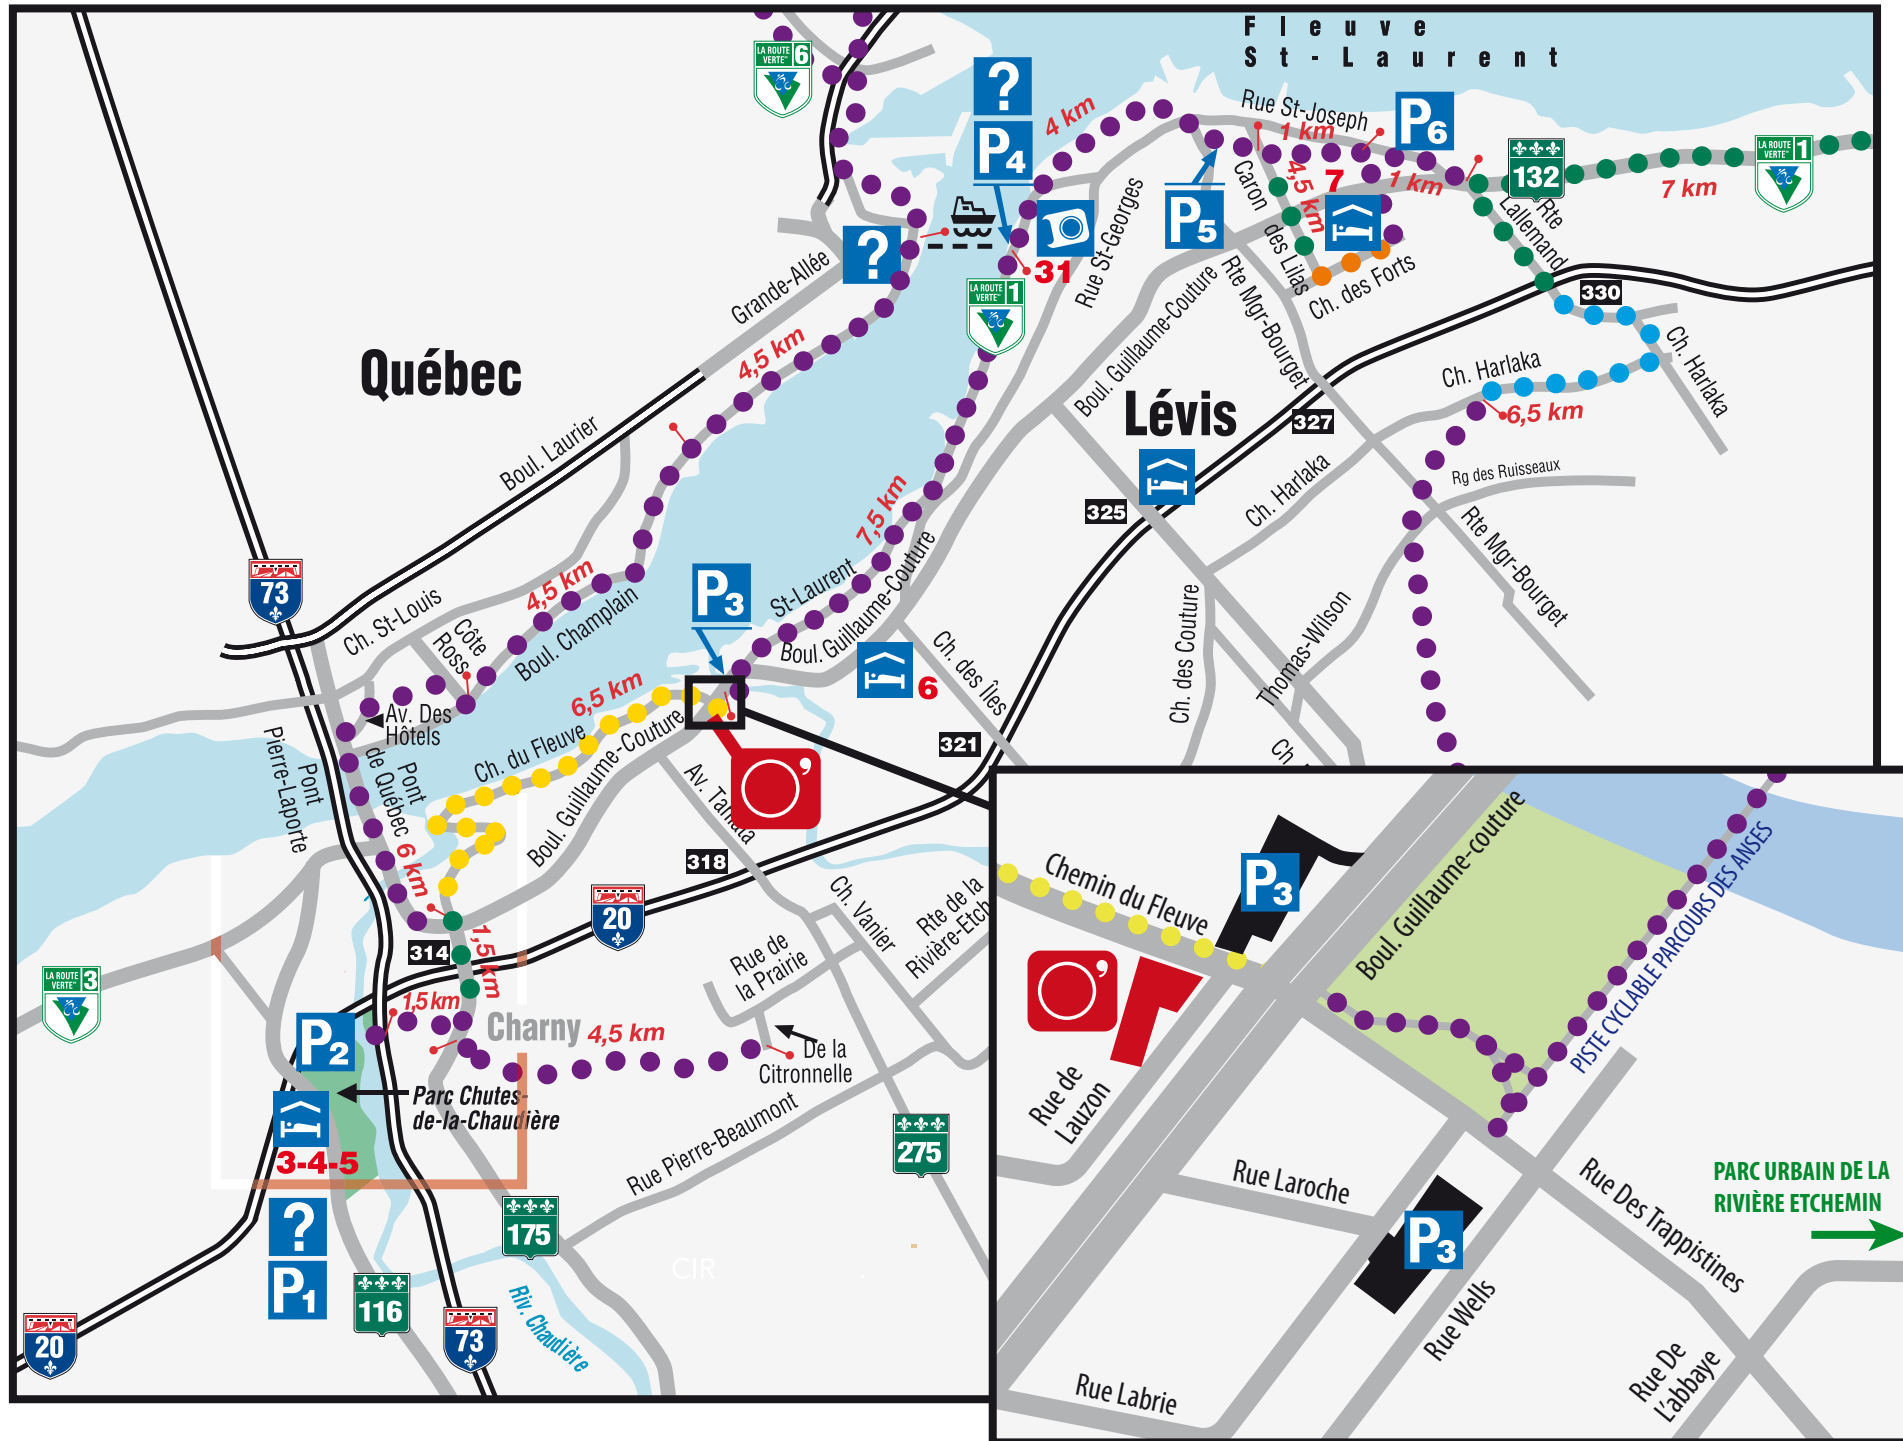 Fleuve
St-Laurent
LA ROUTE
VERTE 6
?
P4
4 km
Rue St-Joseph
1 km
P6
132
LA ROUTE
VERTE 1
7 km
Caron
4,5 km
7
1 km
P5
des Lilas
Ch. des Forts
Rte
Lallemand
330
?
31
LA ROUTE
VERTE 1
Rue St-Georges
Grande-Allée
Québec
4,5 km
Boul. Guillaume-Couture
Rte Mgr-Bourget
Lévis
327
Ch. Harlaka
Ch. Harlaka
6,5 km
Boul. Laurier
7,5 km
325
Ch. Harlaka
Rg des Ruisseaux
Rte Mgr-Bourget
73
Ch. St-Louis
4,5 km
Côte
Ross
Boul. Champlain
P3
St-Laurent
Boul. Guillaume-Couture
6
Ch. des Îles
Ch. des Couture
Thomas-Wilson
Ch.
6,5 km
Av. Des
Hôtels
Pont
Pierre-Laporte
Pont
de Québec
Ch. du Fleuve
Boul. Guillaume-Couture
Av. Taniata
321
318
6 km
20
314
1,5 km
1,5 km
Ch. Vanier
Rte de la
Rivière-Etch
Rue de
la Prairie
LA ROUTE
VERTE 3
P2
Charny
4,5 km
De la
Citronnelle
Parc Chutes-
de-la-Chaudière
3-4-5
Rue Pierre-Beaumont
275
175
?
P1
116
CIR
Riv. Chaudière
20
73
Chemin du Fleuve
P3
Boul. Guillaume-couture
PISTE CYCLABLE PARCOURS DES ANSES
Rue de
Lauzon
Rue Laroche
P3
Rue Des Trappistines
PARC URBAIN DE LA
RIVIÈRE ETCHEMIN
Rue Wells
Rue Labrie
Rue De
L'abbaye